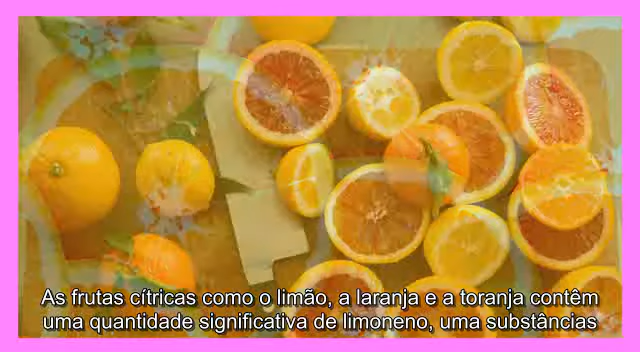 As frutas cítricas como o limão, a laranja e a toranja contêm
uma quantidade significativa de limoneno, uma substâncias